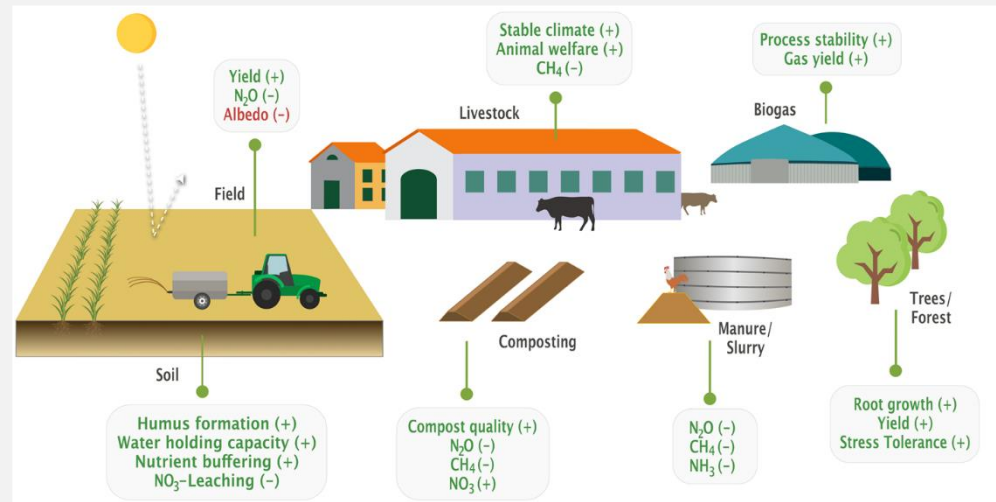 Yield (+)
N₂O (–)
Albedo (–)
Field
Stable climate (+)
Animal welfare (+)
CH₄ (–)
Livestock
Process stability (+)
Gas yield (+)
Biogas
Soil
Humus formation (+)
Water holding capacity (+)
Nutrient buffering (+)
NO₃–Leaching (–)
Composting
Compost quality (+)
N₂O (–)
CH₄ (–)
NO₃ (+)
Manure/
Slurry
N₂O (–)
CH₄ (–)
NH₃ (–)
Trees/
Forest
Root growth (+)
Yield (+)
Stress Tolerance (+)